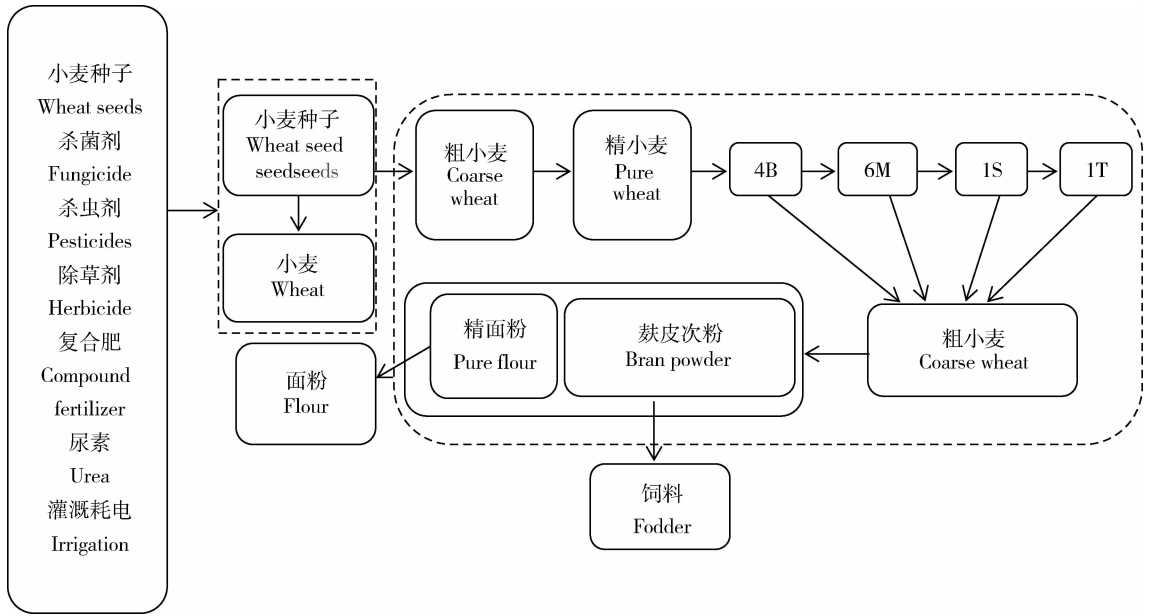 小麦种子
Wheat seeds
杀菌剂
Fungicide
杀虫剂
Pesticides
除草剂
Herbicide
复合肥
Compound
fertilizer
尿素
Urea
灌溉耗电
Irrigation
小麦种子
Wheat seed
seedseeds
小麦
Wheat
面粉
Flour
粗小麦
Coarse
wheat
精小麦
Pure
wheat
4B
6M
1S
1T
精面粉
Pure flour
麸皮次粉
Bran powder
粗小麦
Coarse wheat
饲料
Fodder